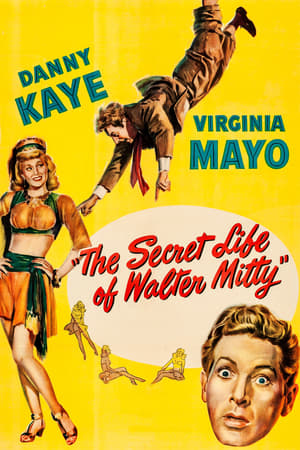 DANNY
KAYE
VIRGINIA
MAYO
"The Secret Life
of Walter Mitty"